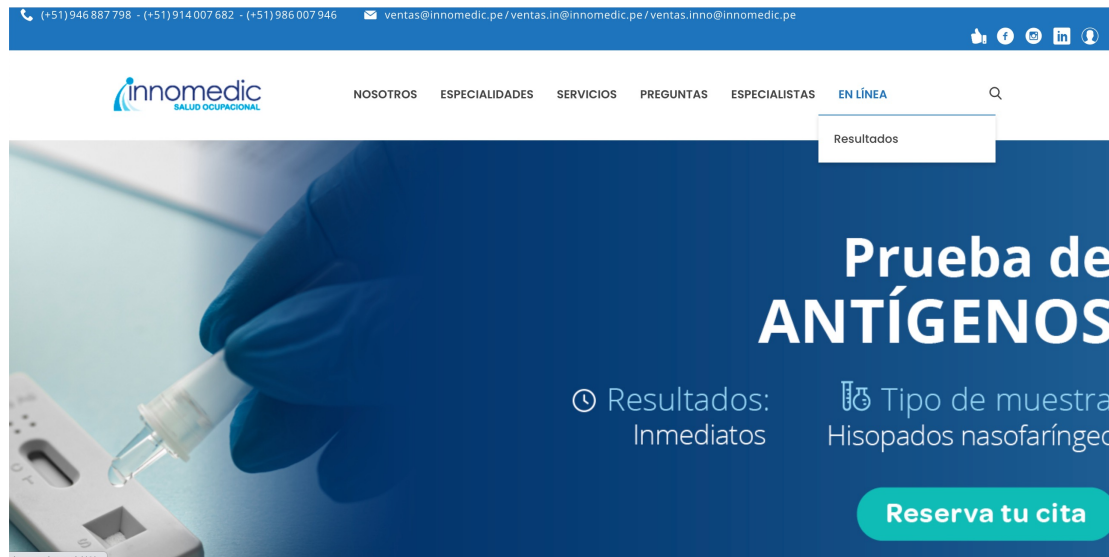 (+51) 946 887 798 - (+51) 914 007 682 - (+51) 986 007 946 ventas@innomedic.pe / ventas.in@innomedic.pe / ventas.inno@innomedic.pe
innomedic
SALUD OCUPACIONAL
NOSOTROS ESPECIALIDADES SERVICIOS PREGUNTAS ESPECIALISTAS EN LÍNEA
Resultados
Prueba de
ANTÍGENOS
Resultados: Tipo de muestra
Inmediatos Hisopados nasofaríngeo
Reserva tu cita
C
T
S